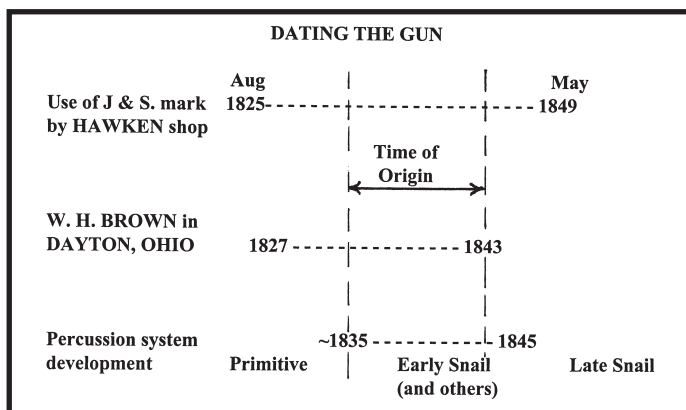 DATING THE GUN
Aug
May
Use of J & S. mark
by HAWKEN shop
1825
1849
Time of
Origin
W. H. BROWN in
DAYTON, OHIO
1827
1843
Percussion system
development
~1835
1845
Primitive
Early Snail
(and others)
Late Snail